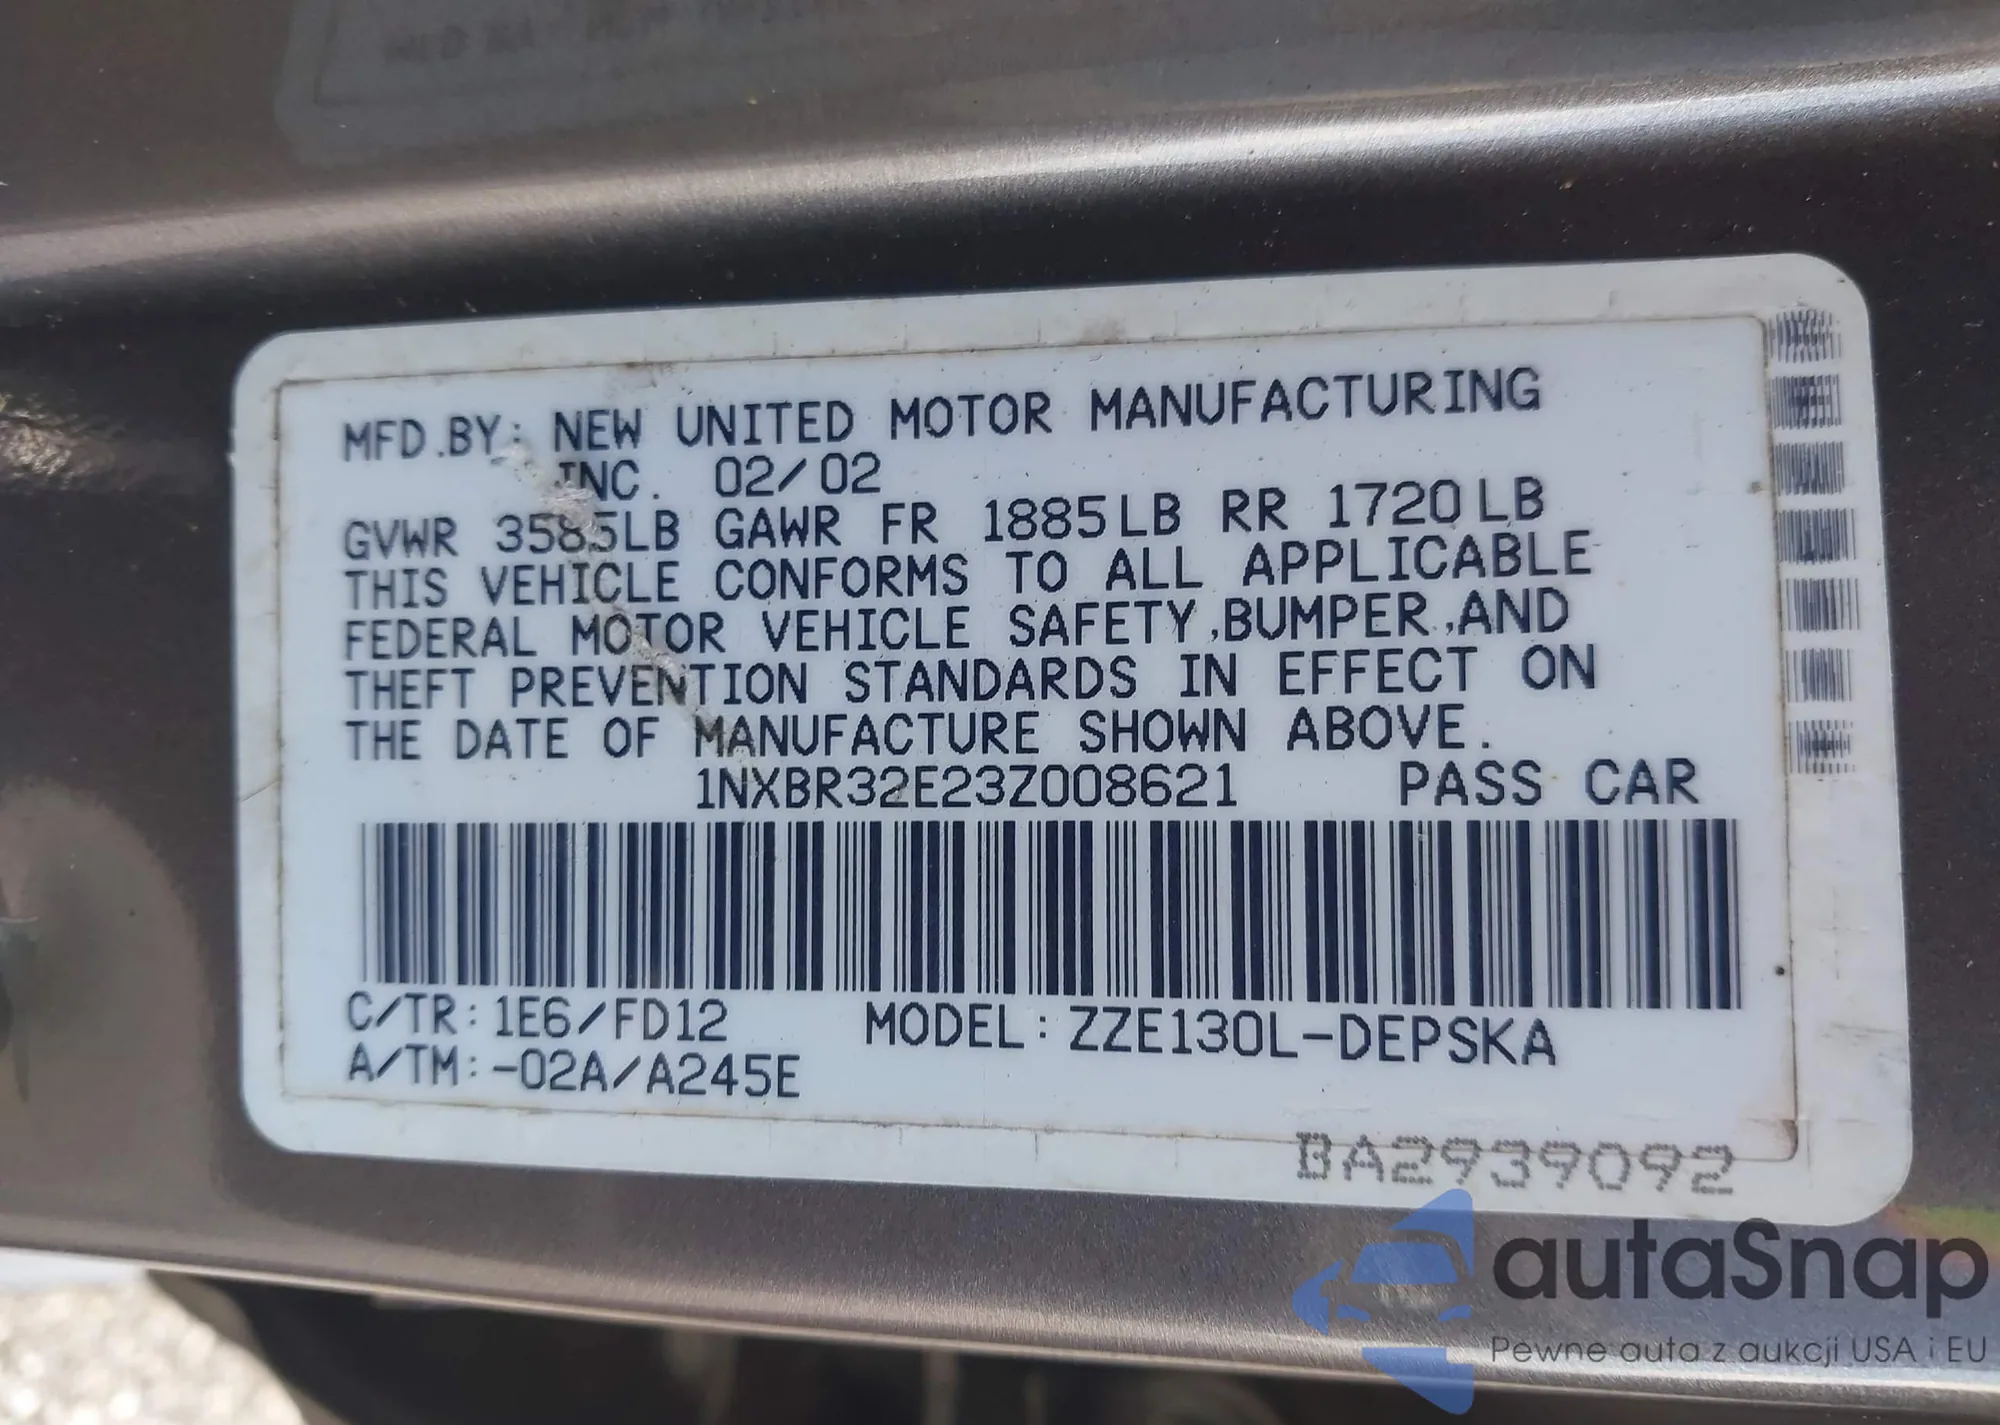 MFD.BY: NEW UNITED MOTOR MANUFACTURING
INC. 02/02
GVWR 3585LB GAWR FR 1885LB RR 1720LB
THIS VEHICLE CONFORMS TO ALL APPLICABLE
FEDERAL MOTOR VEHICLE SAFETY,BUMPER,AND
THEFT PREVENTION STANDARDS IN EFFECT ON
THE DATE OF MANUFACTURE SHOWN ABOVE.
1NXBR32E23Z008621 PASS CAR
C/TR: 1E6/FD12 MODEL: ZZE130L-DEPSKA
A/TM:-02A/A245E
BA2939092
autaSnap
Pewne auta z aukcji USA i EU